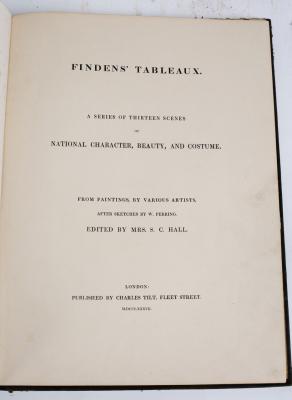 FINDENS' TABLEAUX.
A SERIES OF THIRTEEN SCENES
OF
NATIONAL CHARACTER, BEAUTY, AND COSTUME.
FROM PAINTINGS, BY VARIOUS ARTISTS,
AFTER SKETCHES BY W. PERRING.
EDITED BY MRS. S. C. HALL.
LONDON:
PUBLISHED BY CHARLES TILT, FLEET STREET.